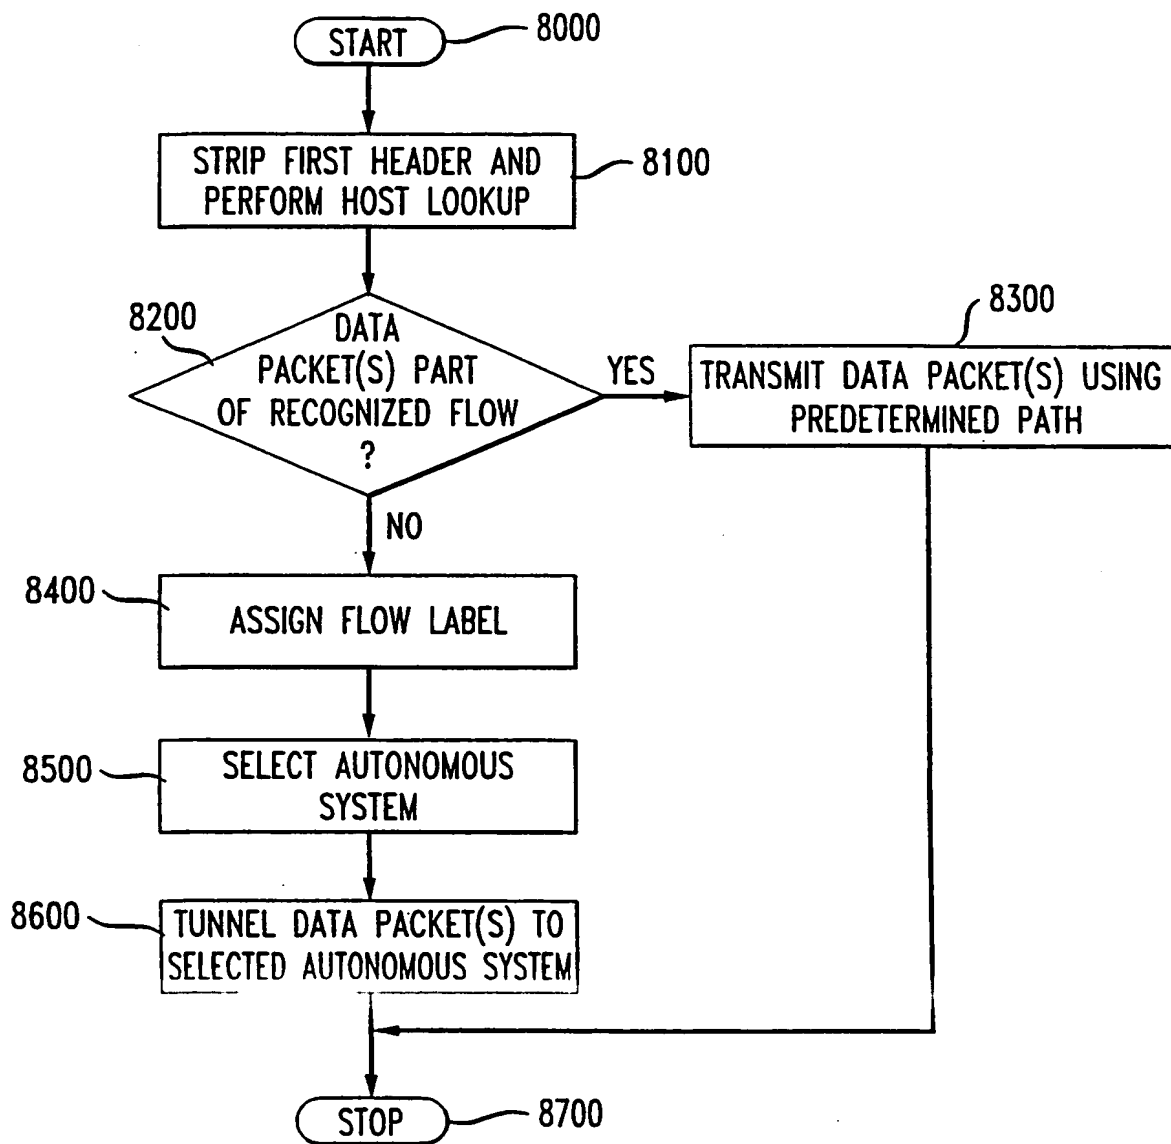 START
8000
STRIP FIRST HEADER AND
PERFORM HOST LOOKUP
8100
8200
DATA
PACKET(S) PART
OF RECOGNIZED FLOW
?
YES
8300
TRANSMIT DATA PACKET(S) USING
PREDETERMINED PATH
NO
8400
ASSIGN FLOW LABEL
8500
SELECT AUTONOMOUS
SYSTEM
8600
TUNNEL DATA PACKET(S) TO
SELECTED AUTONOMOUS SYSTEM
STOP
8700